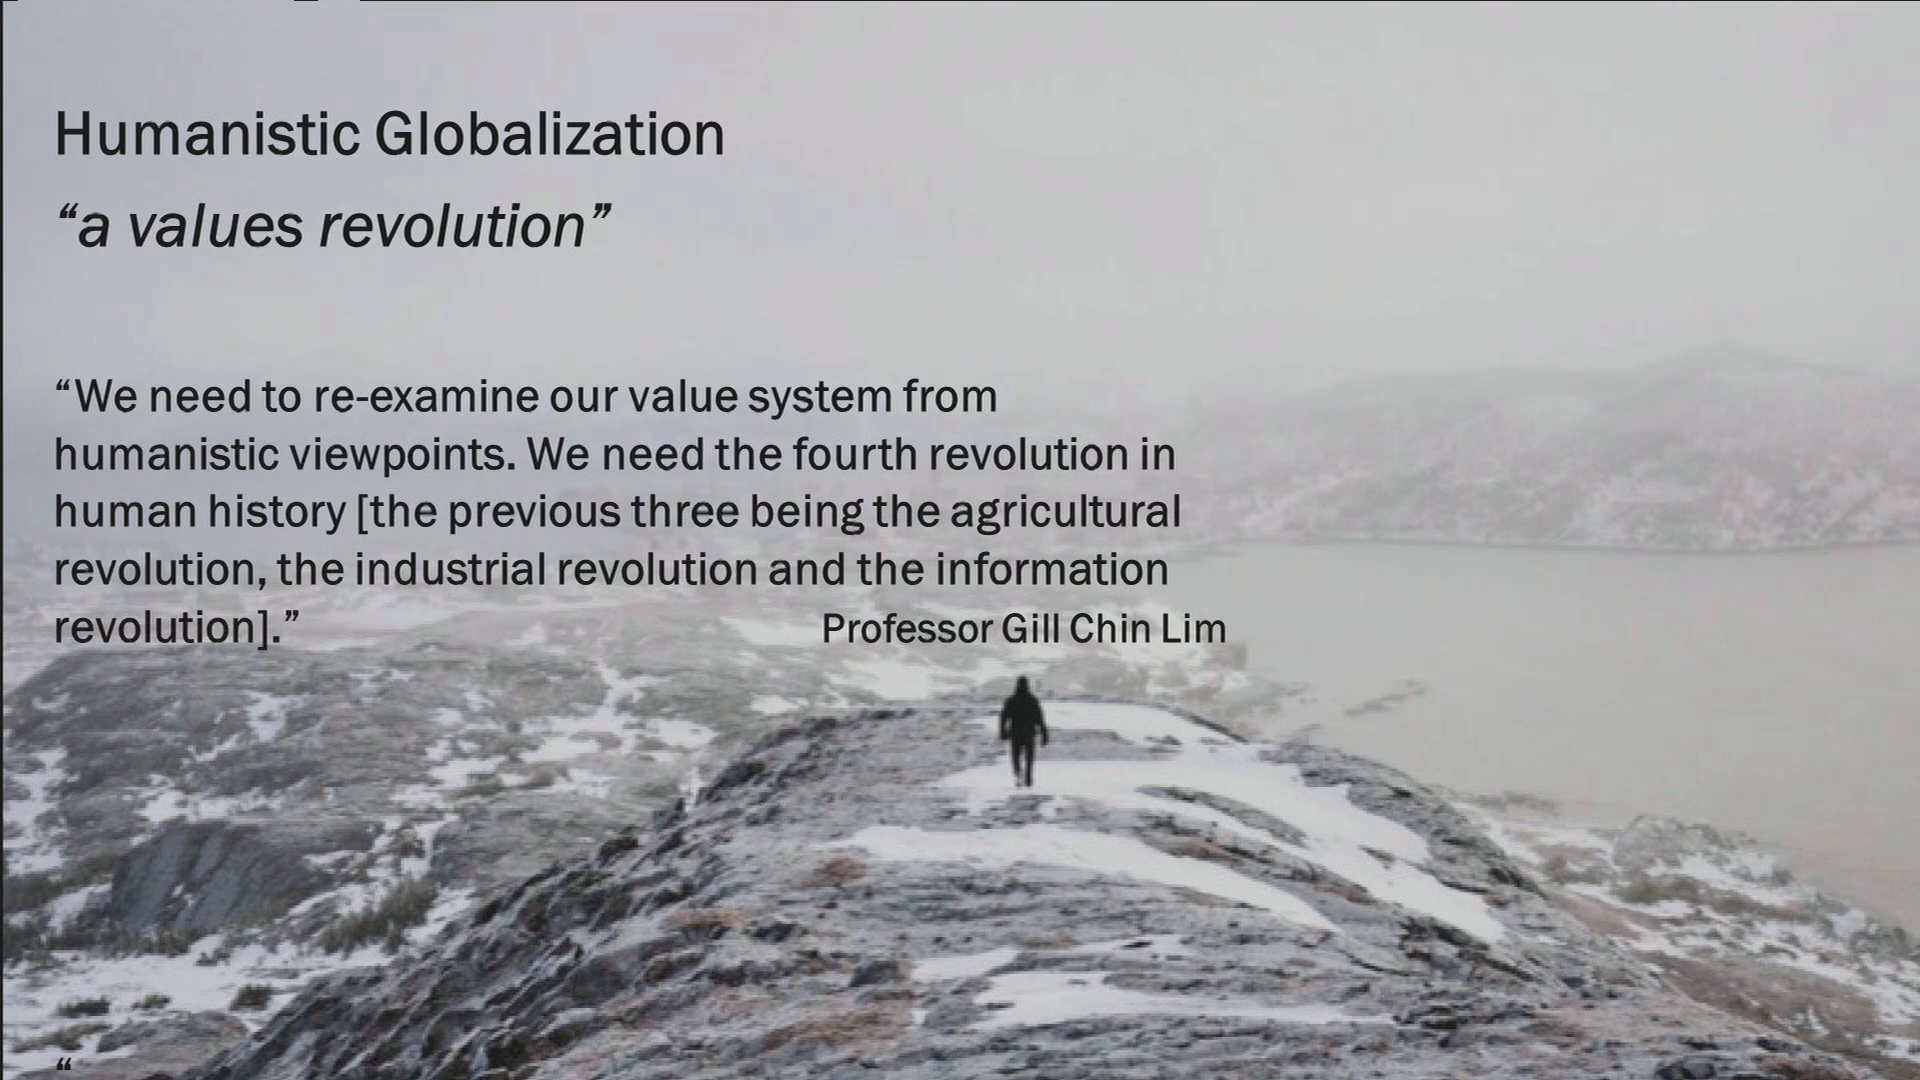 Humanistic Globalization
“a values revolution”
“We need to re-examine our value system from
humanistic viewpoints. We need the fourth revolution in
human history [the previous three being the agricultural
revolution, the industrial revolution and the information
revolution].” Professor Gill Chin Lim
“